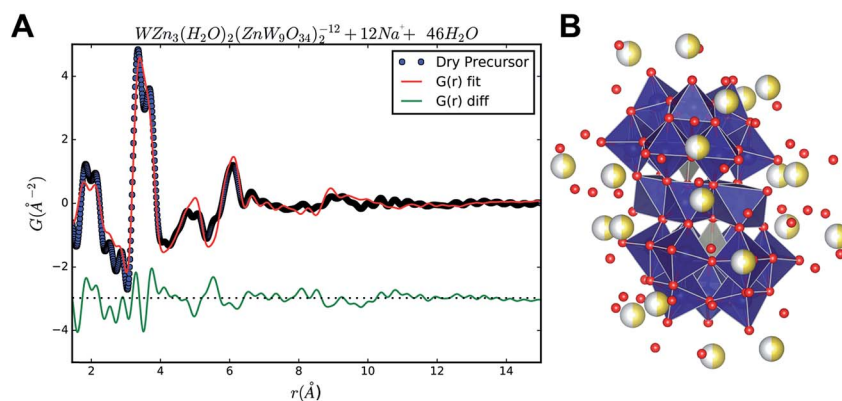 A
B
WZn₃(H₂O)₂(ZnW₉O₃₄)₂⁻¹² + 12Na⁺ + 46H₂O
Dry Precursor
G(r) fit
G(r) diff
G(Å⁻²)
4
2
0
−2
−4
2 4 6 8 10 12 14
r(Å)